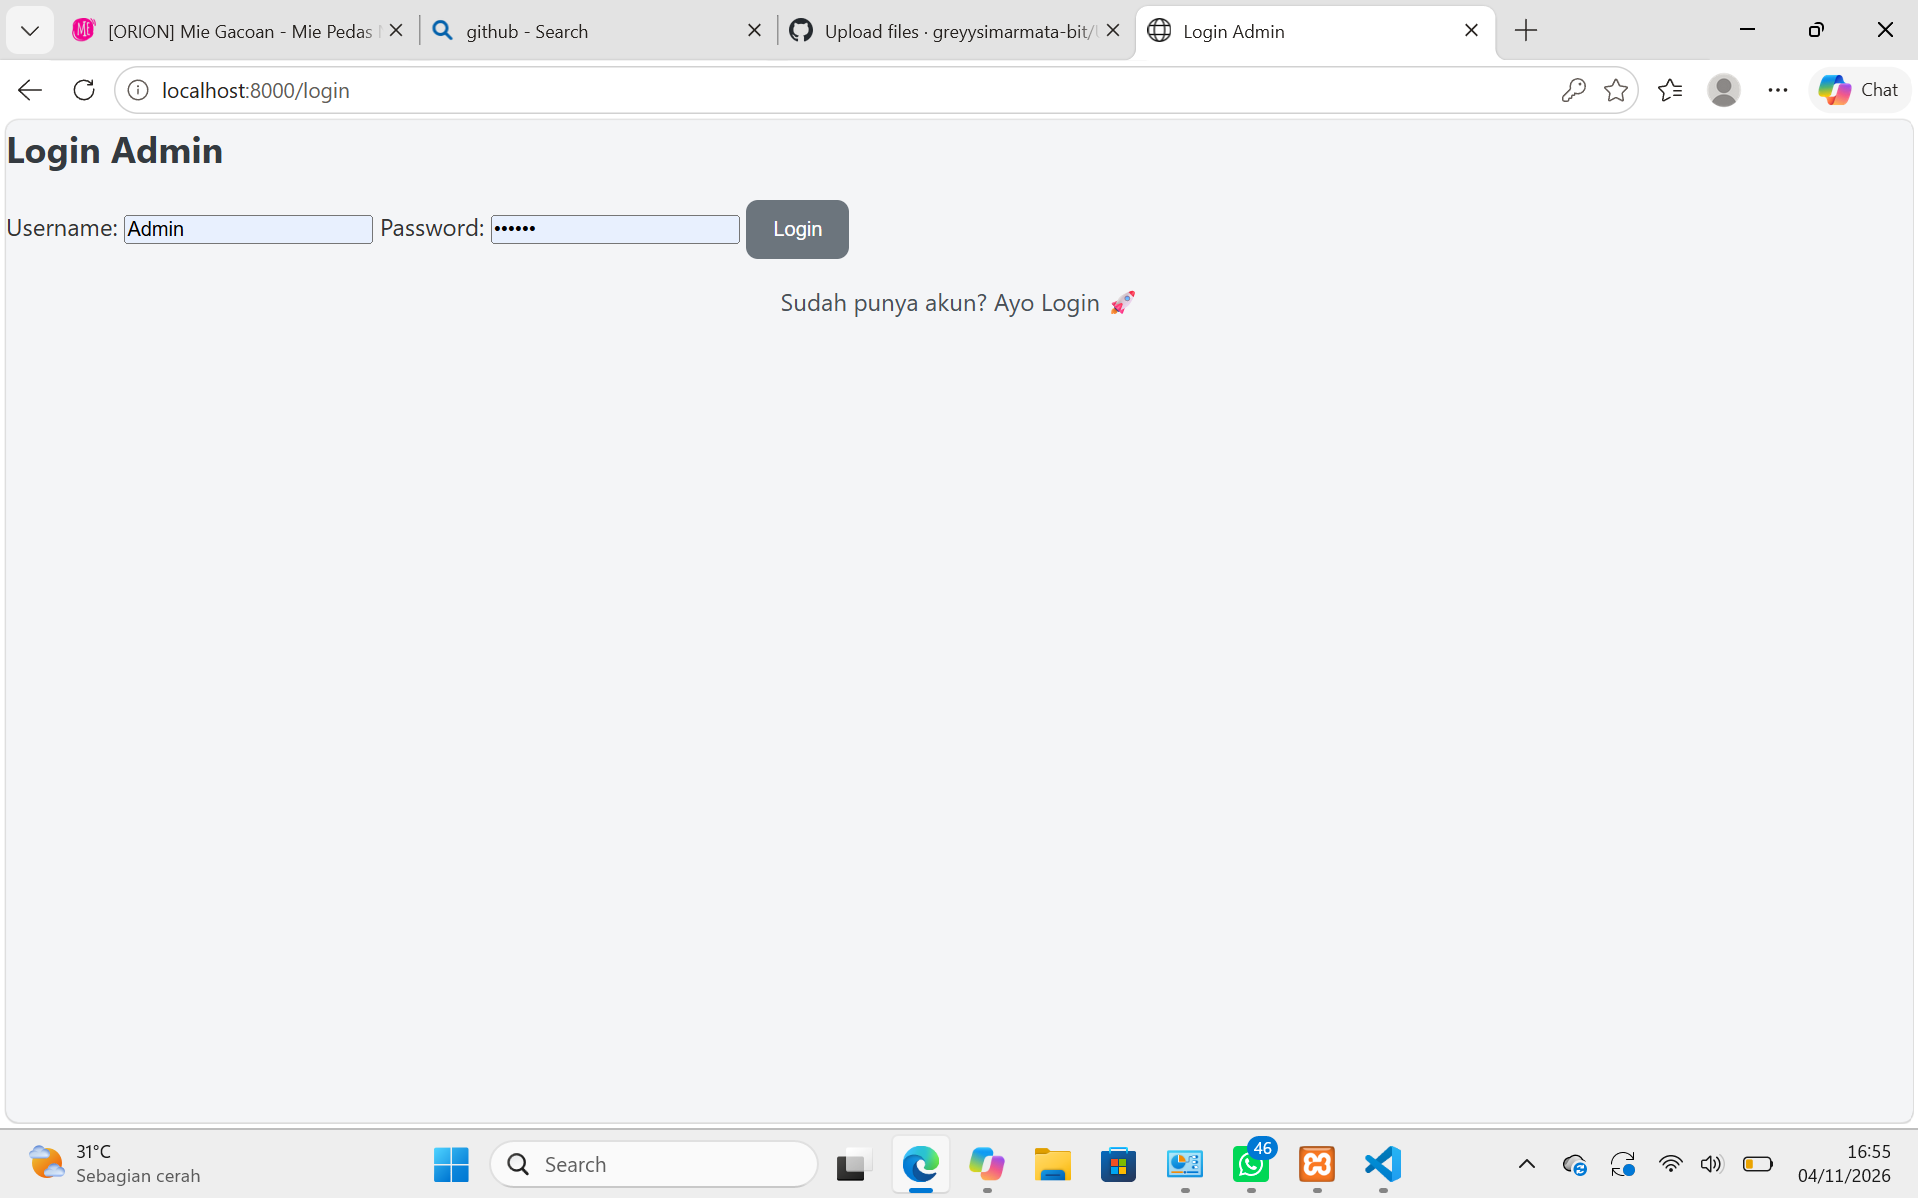 [ORION] Mie Gacoan - Mie Pedas
github - Search
Upload files · greyysimarmata-bit/
Login Admin
localhost:8000/login
Chat
Login Admin
Username: Admin Password: •••••• Login
Sudah punya akun? Ayo Login 🚀
31°C
Sebagian cerah
Search
46
16:55
04/11/2026